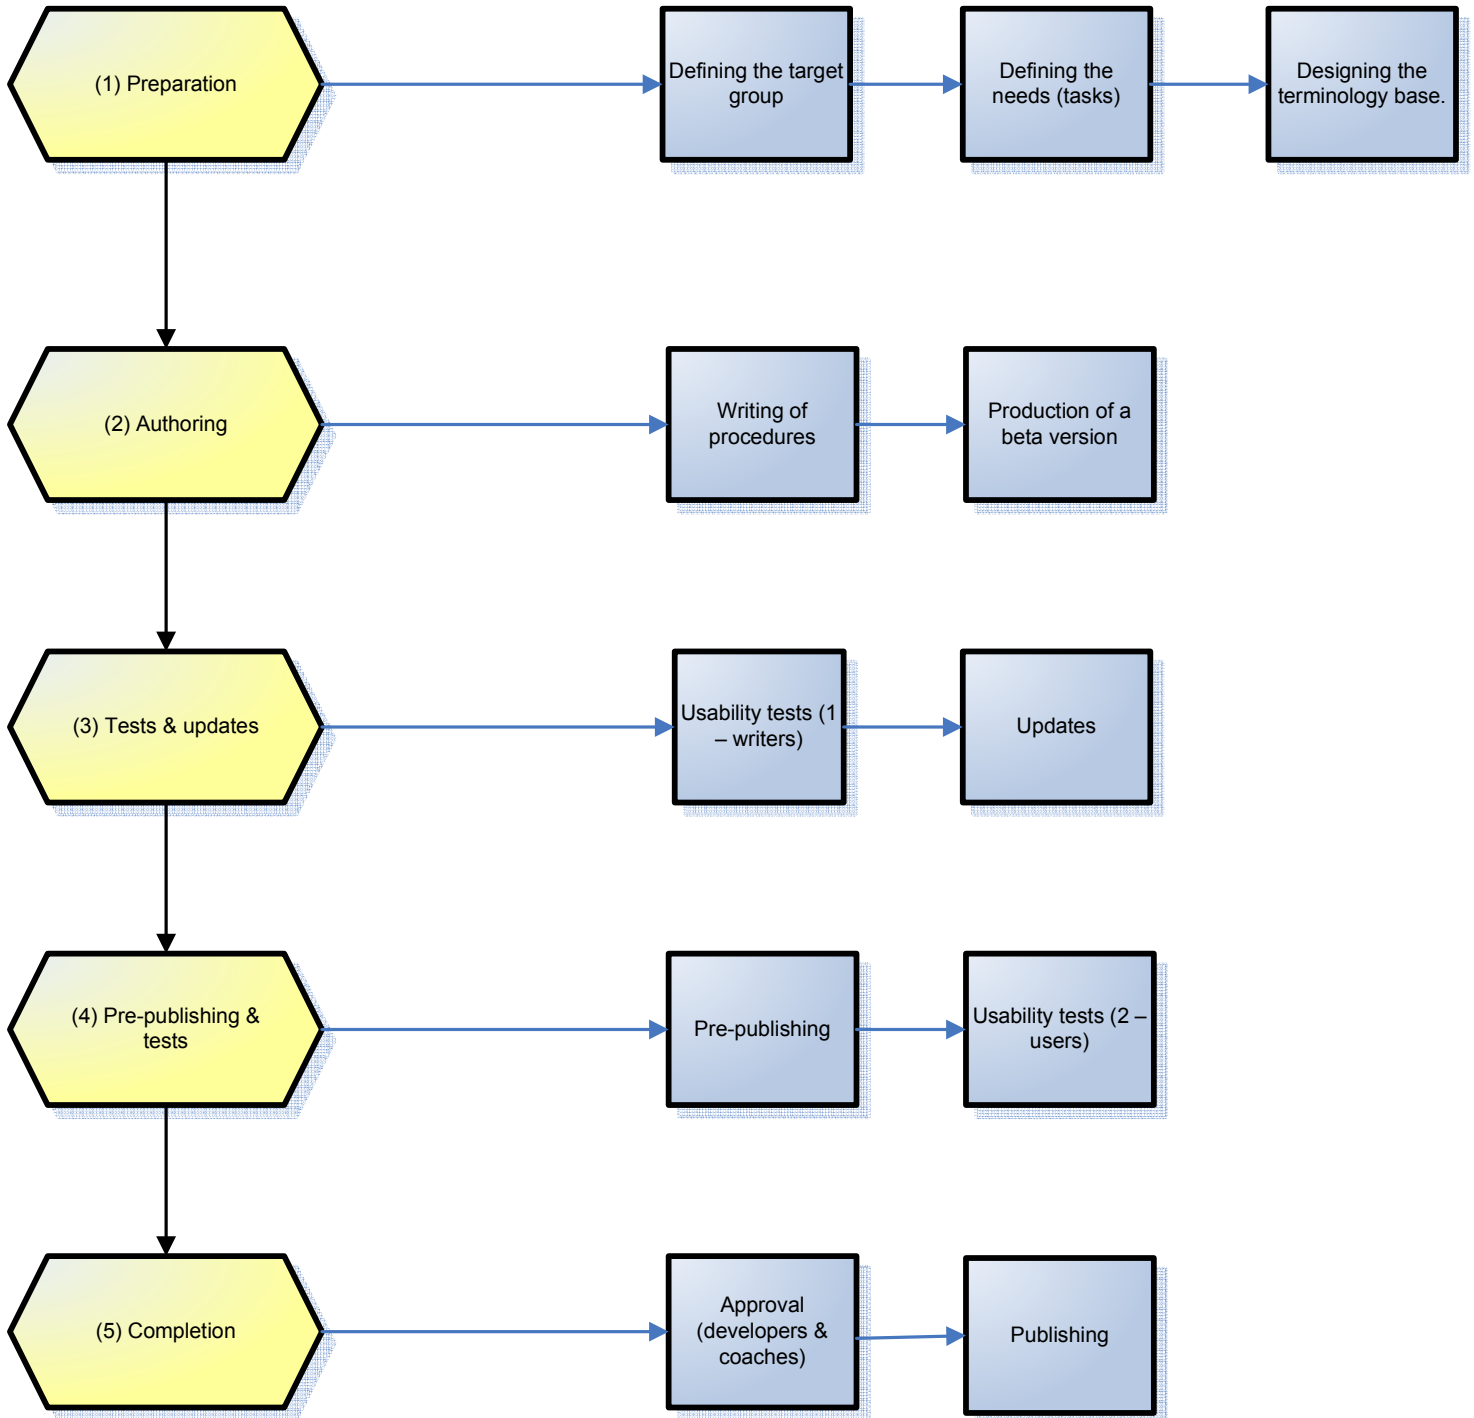 (1) Preparation
Defining the target
group
Defining the
needs (tasks)
Designing the
terminology base.
(2) Authoring
Writing of
procedures
Production of a
beta version
(3) Tests & updates
Usability tests (1
– writers)
Updates
(4) Pre-publishing &
tests
Pre-publishing
Usability tests (2 –
users)
(5) Completion
Approval
(developers &
coaches)
Publishing